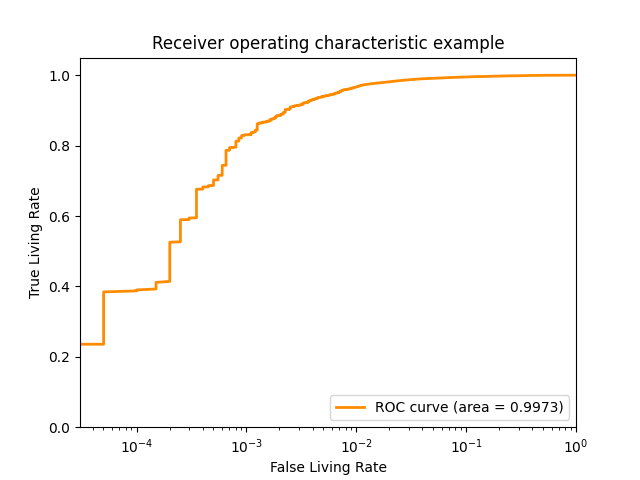 Receiver operating characteristic example
1.0
0.8
0.6
0.4
0.2
0.0
True Living Rate
10⁻⁴ 10⁻³ 10⁻² 10⁻¹ 10⁰
False Living Rate
ROC curve (area = 0.9973)